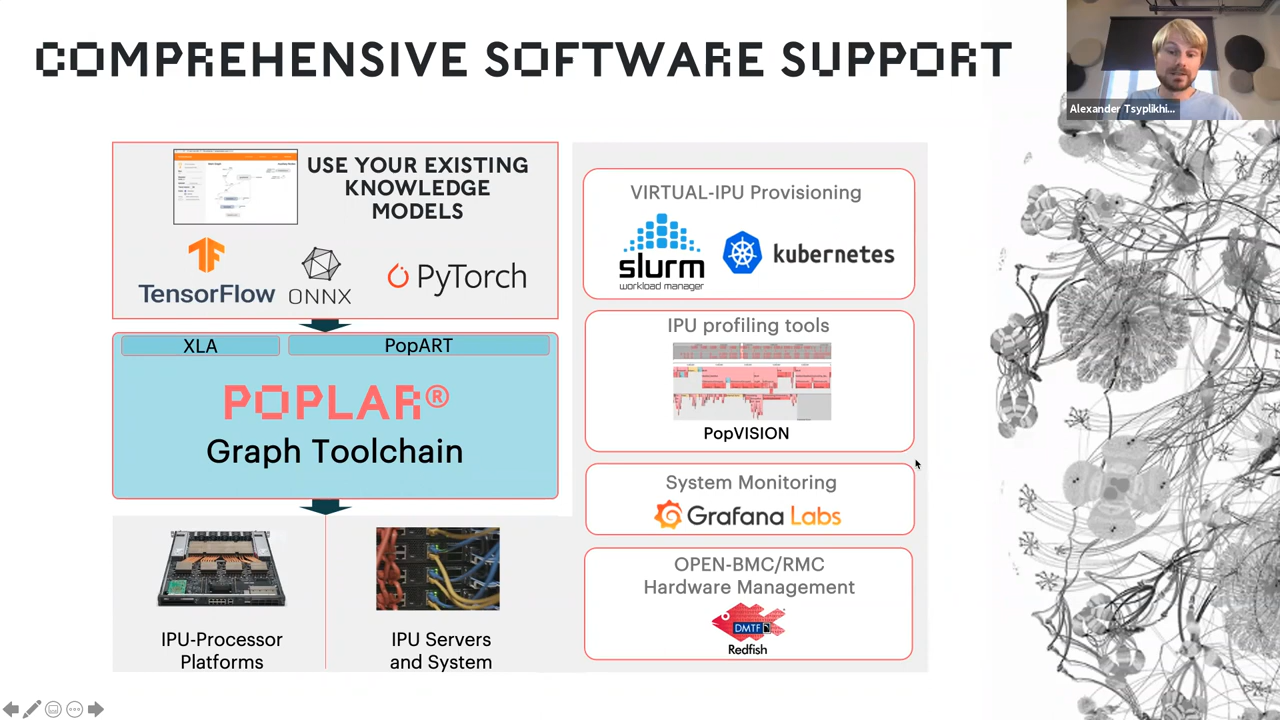 COMPREHENSIVE SOFTWARE SUPPORT
Alexander Tsyplikhi...
USE YOUR EXISTING
KNOWLEDGE
MODELS
TensorFlow
ONNX
PyTorch
XLA
PopART
POPLAR®
Graph Toolchain
IPU-Processor
Platforms
IPU Servers
and System
VIRTUAL-IPU Provisioning
slurm
workload manager
kubernetes
IPU profiling tools
PopVISION
System Monitoring
Grafana Labs
OPEN-BMC/RMC
Hardware Management
DMTF
Redfish